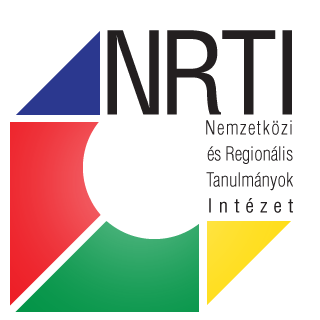 NRTI
Nemzetközi
és Regionális
Tanulmányok
Intézet